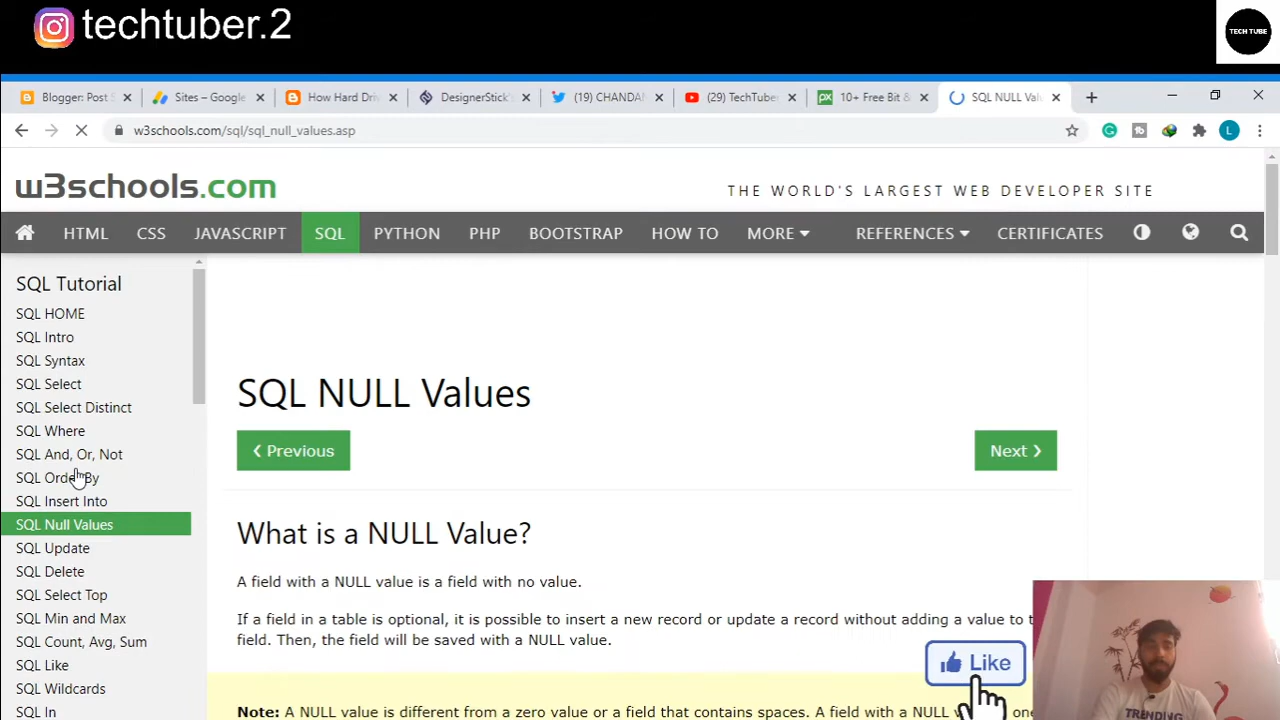 techtuber.2
TECH TUBE
Blogger: Post S
Sites – Google
How Hard Dri
DesignerStick's
(19) CHANDA
(29) TechTuber
10+ Free Bit &
SQL NULL Val
w3schools.com/sql/sql_null_values.asp
L
w3schools.com
THE WORLD'S LARGEST WEB DEVELOPER SITE
HTML CSS JAVASCRIPT SQL PYTHON PHP BOOTSTRAP HOW TO MORE REFERENCES CERTIFICATES
SQL Tutorial
SQL HOME
SQL Intro
SQL Syntax
SQL Select
SQL Select Distinct
SQL Where
SQL And, Or, Not
SQL Order By
SQL Insert Into
SQL Null Values
SQL Update
SQL Delete
SQL Select Top
SQL Min and Max
SQL Count, Avg, Sum
SQL Like
SQL Wildcards
SQL In
SQL NULL Values
❮ Previous
Next ❯
What is a NULL Value?
A field with a NULL value is a field with no value.
If a field in a table is optional, it is possible to insert a new record or update a record without adding a value to t
field. Then, the field will be saved with a NULL value.
Note: A NULL value is different from a zero value or a field that contains spaces. A field with a NULL v one
Like
TRENDING